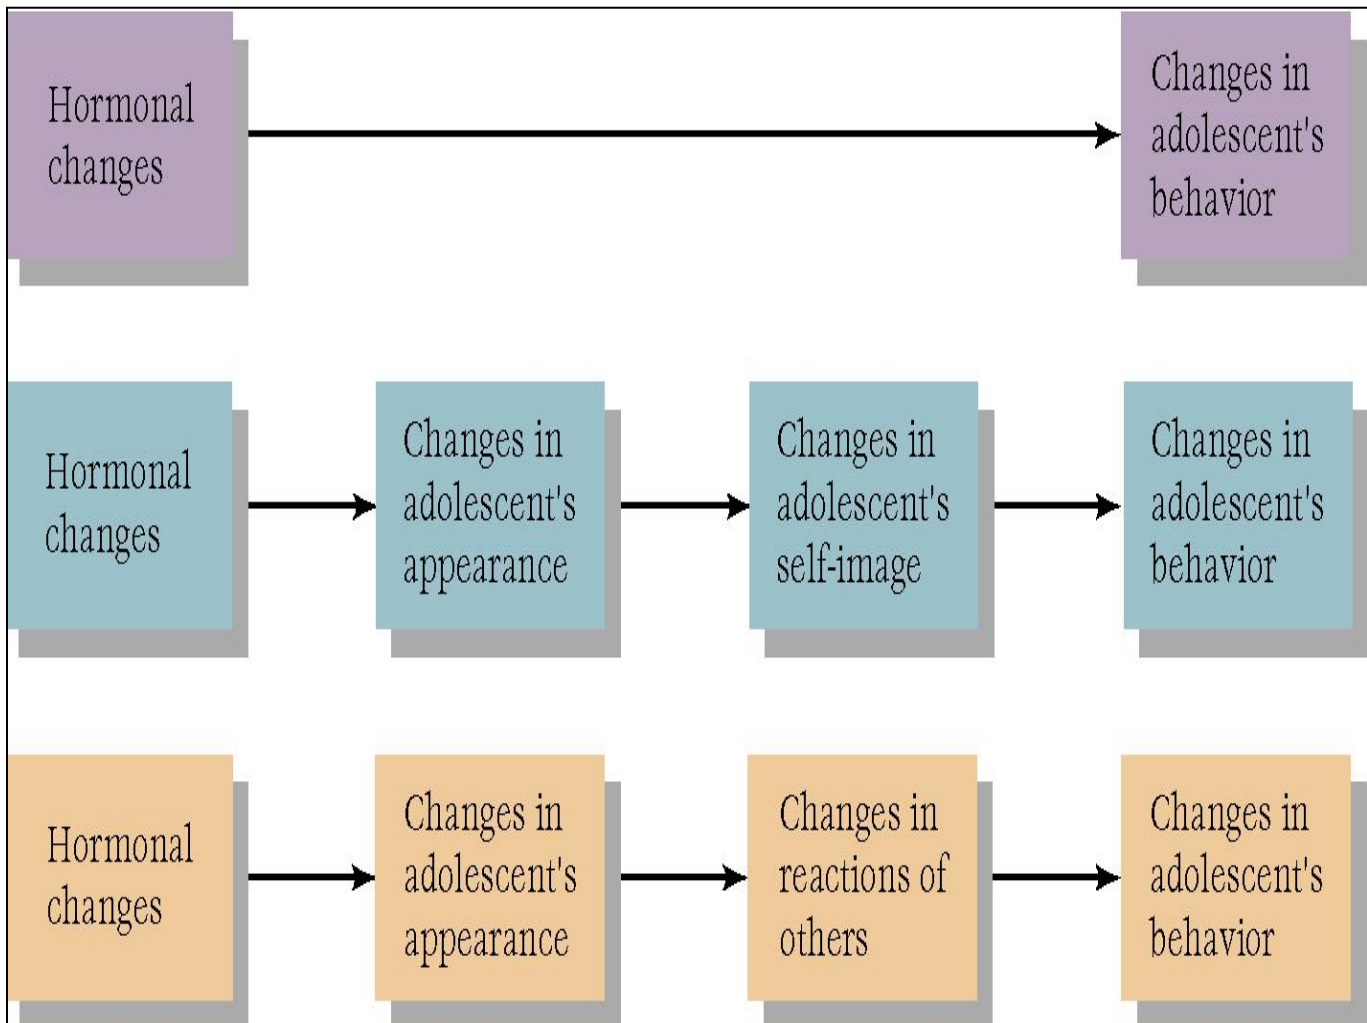 Hormonal
changes
Changes in
adolescent's
behavior
Hormonal
changes
Changes in
adolescent's
appearance
Changes in
adolescent's
self-image
Changes in
adolescent's
behavior
Hormonal
changes
Changes in
adolescent's
appearance
Changes in
reactions of
others
Changes in
adolescent's
behavior